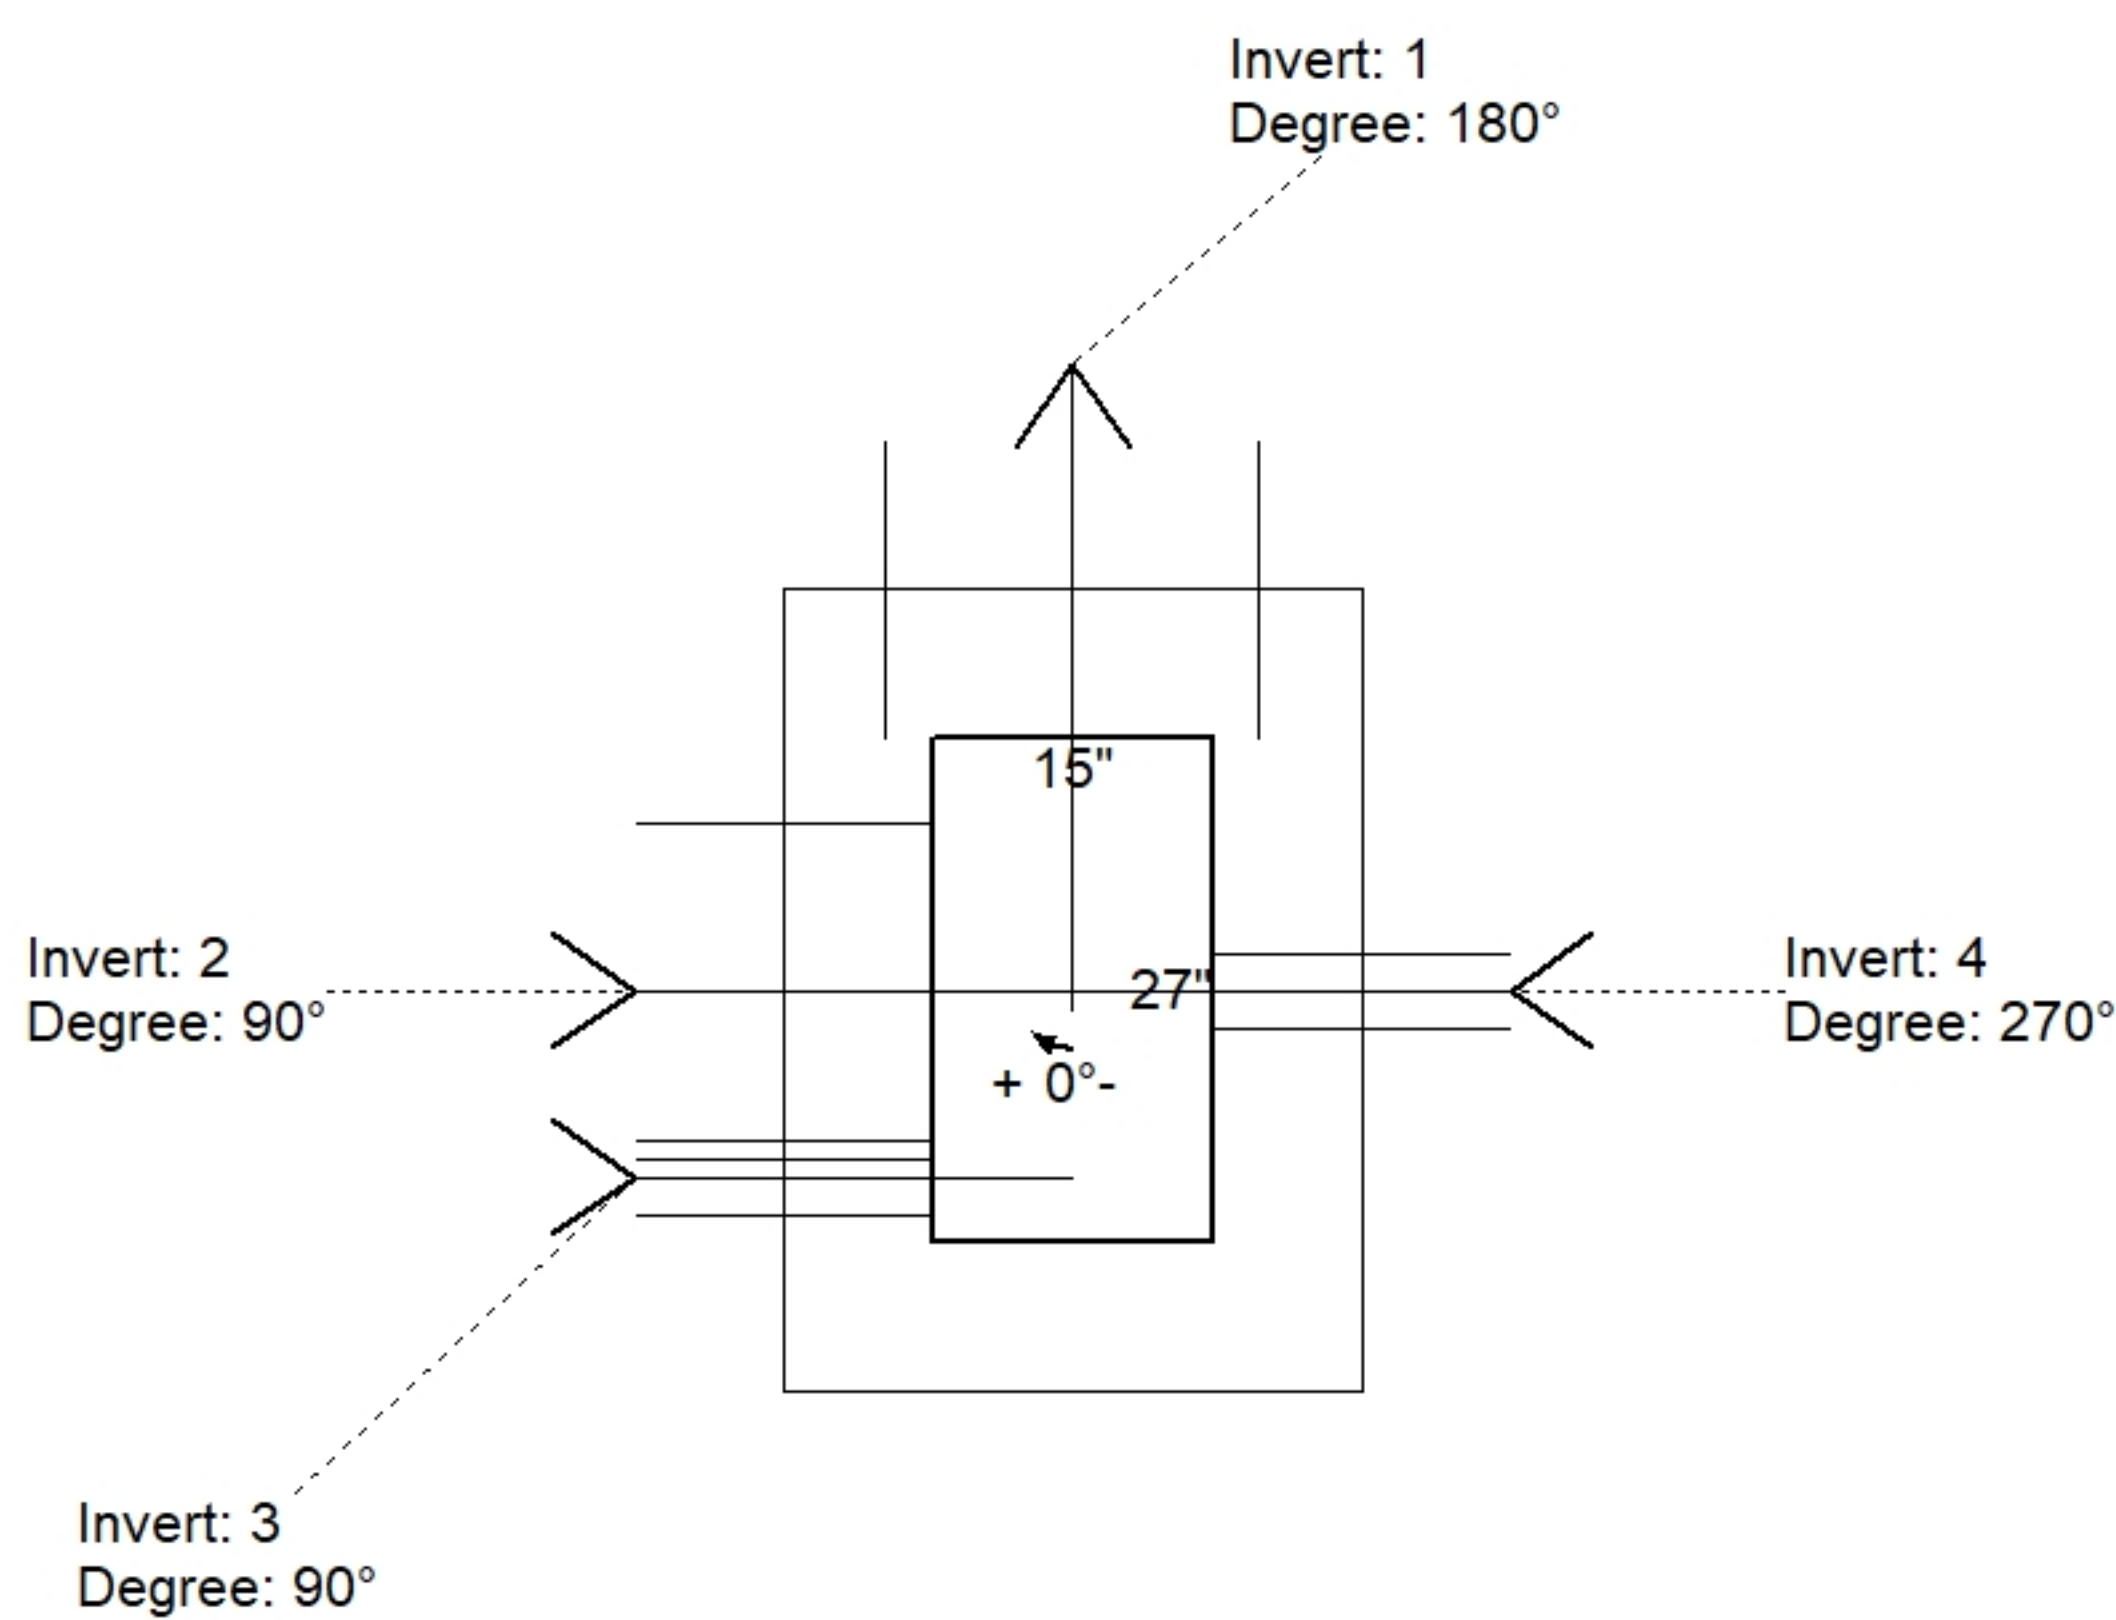 Invert: 1
Degree: 180°
15"
Invert: 2
Degree: 90°
27"
Invert: 4
Degree: 270°
+ 0°-
Invert: 3
Degree: 90°